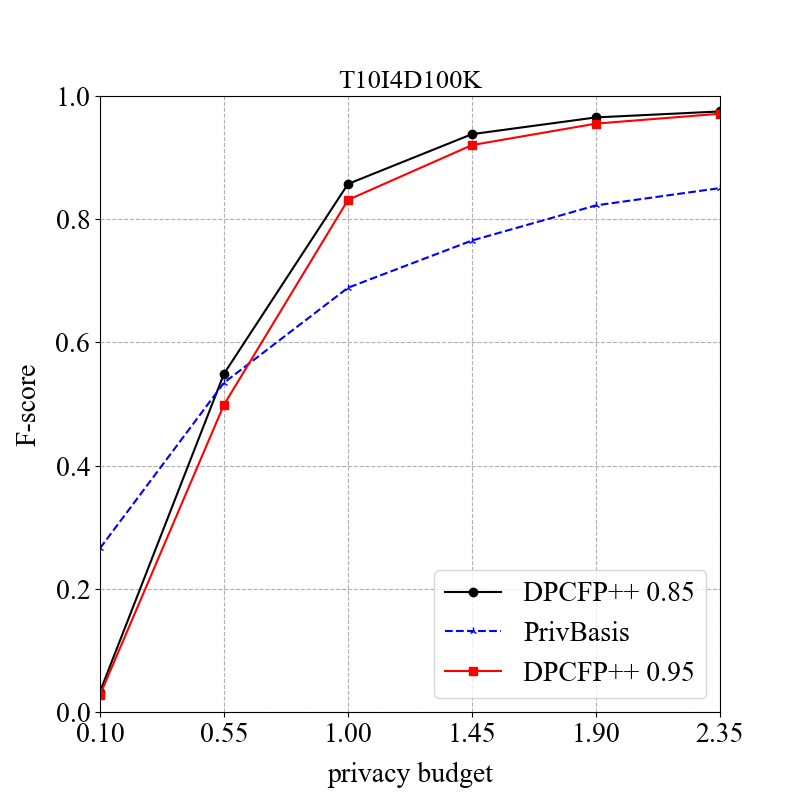 T10I4D100K
1.0
0.8
0.6
0.4
0.2
0.0
F-score
DPCFP++ 0.85
PrivBasis
DPCFP++ 0.95
0.10 0.55 1.00 1.45 1.90 2.35
privacy budget